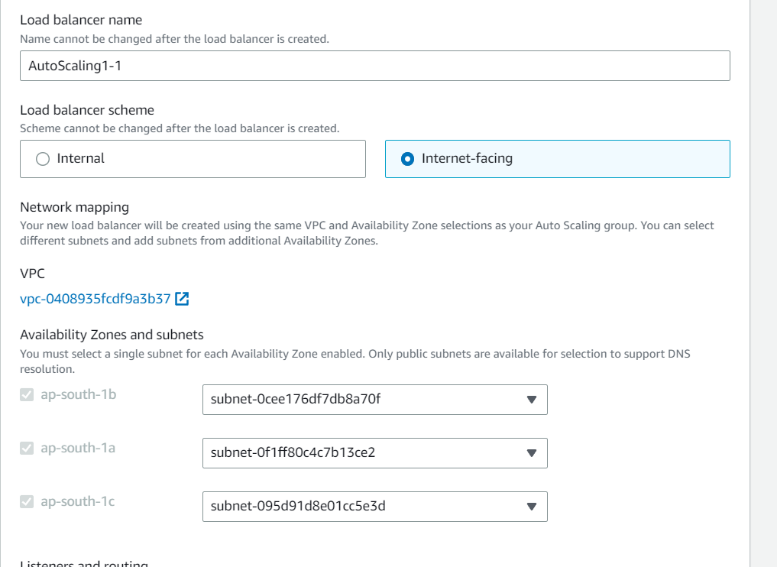 Load balancer name
Name cannot be changed after the load balancer is created.
AutoScaling1-1
Load balancer scheme
Scheme cannot be changed after the load balancer is created.
Internal
Internet-facing
Network mapping
Your new load balancer will be created using the same VPC and Availability Zone selections as your Auto Scaling group. You can select
different subnets and add subnets from additional Availability Zones.
VPC
vpc-0408935fcdf9a3b37
Availability Zones and subnets
You must select a single subnet for each Availability Zone enabled. Only public subnets are available for selection to support DNS
resolution.
ap-south-1b
subnet-0cee176df7db8a70f
ap-south-1a
subnet-0f1ff80c4c7b13ce2
ap-south-1c
subnet-095d91d8e01cc5e3d
Listeners and routing